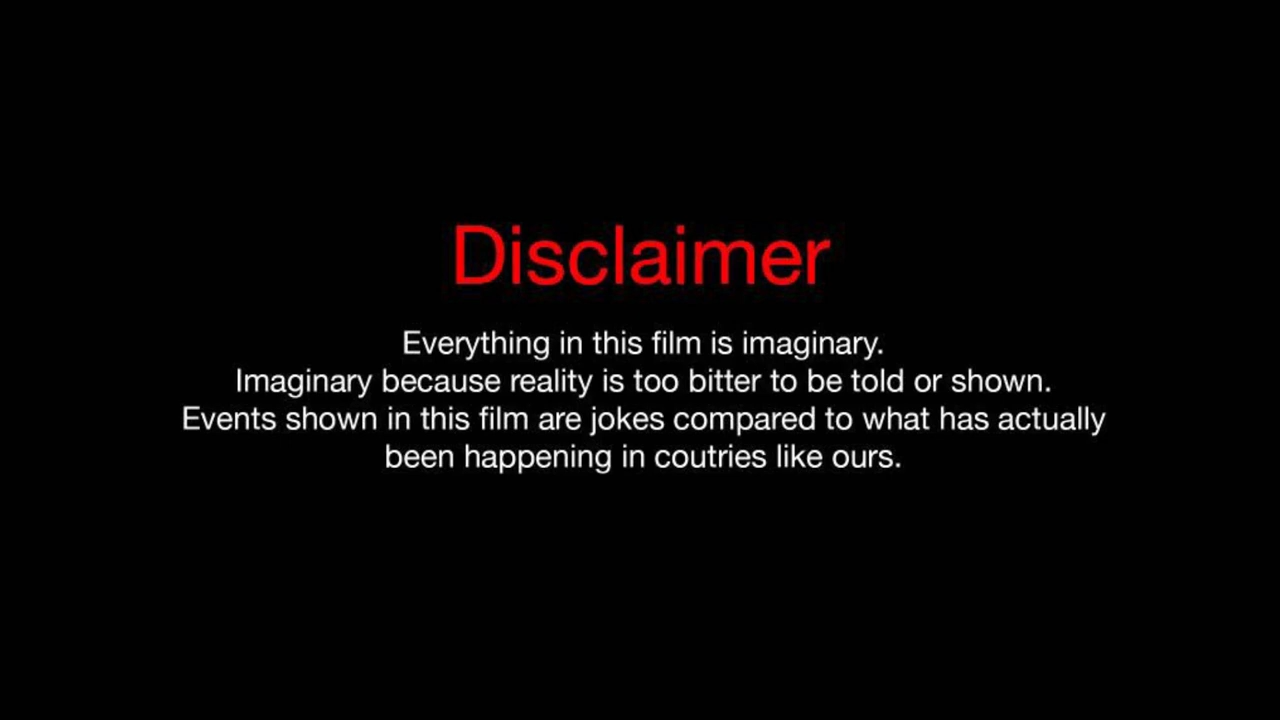 Disclaimer
Everything in this film is imaginary.
Imaginary because reality is too bitter to be told or shown.
Events shown in this film are jokes compared to what has actually
been happening in coutries like ours.